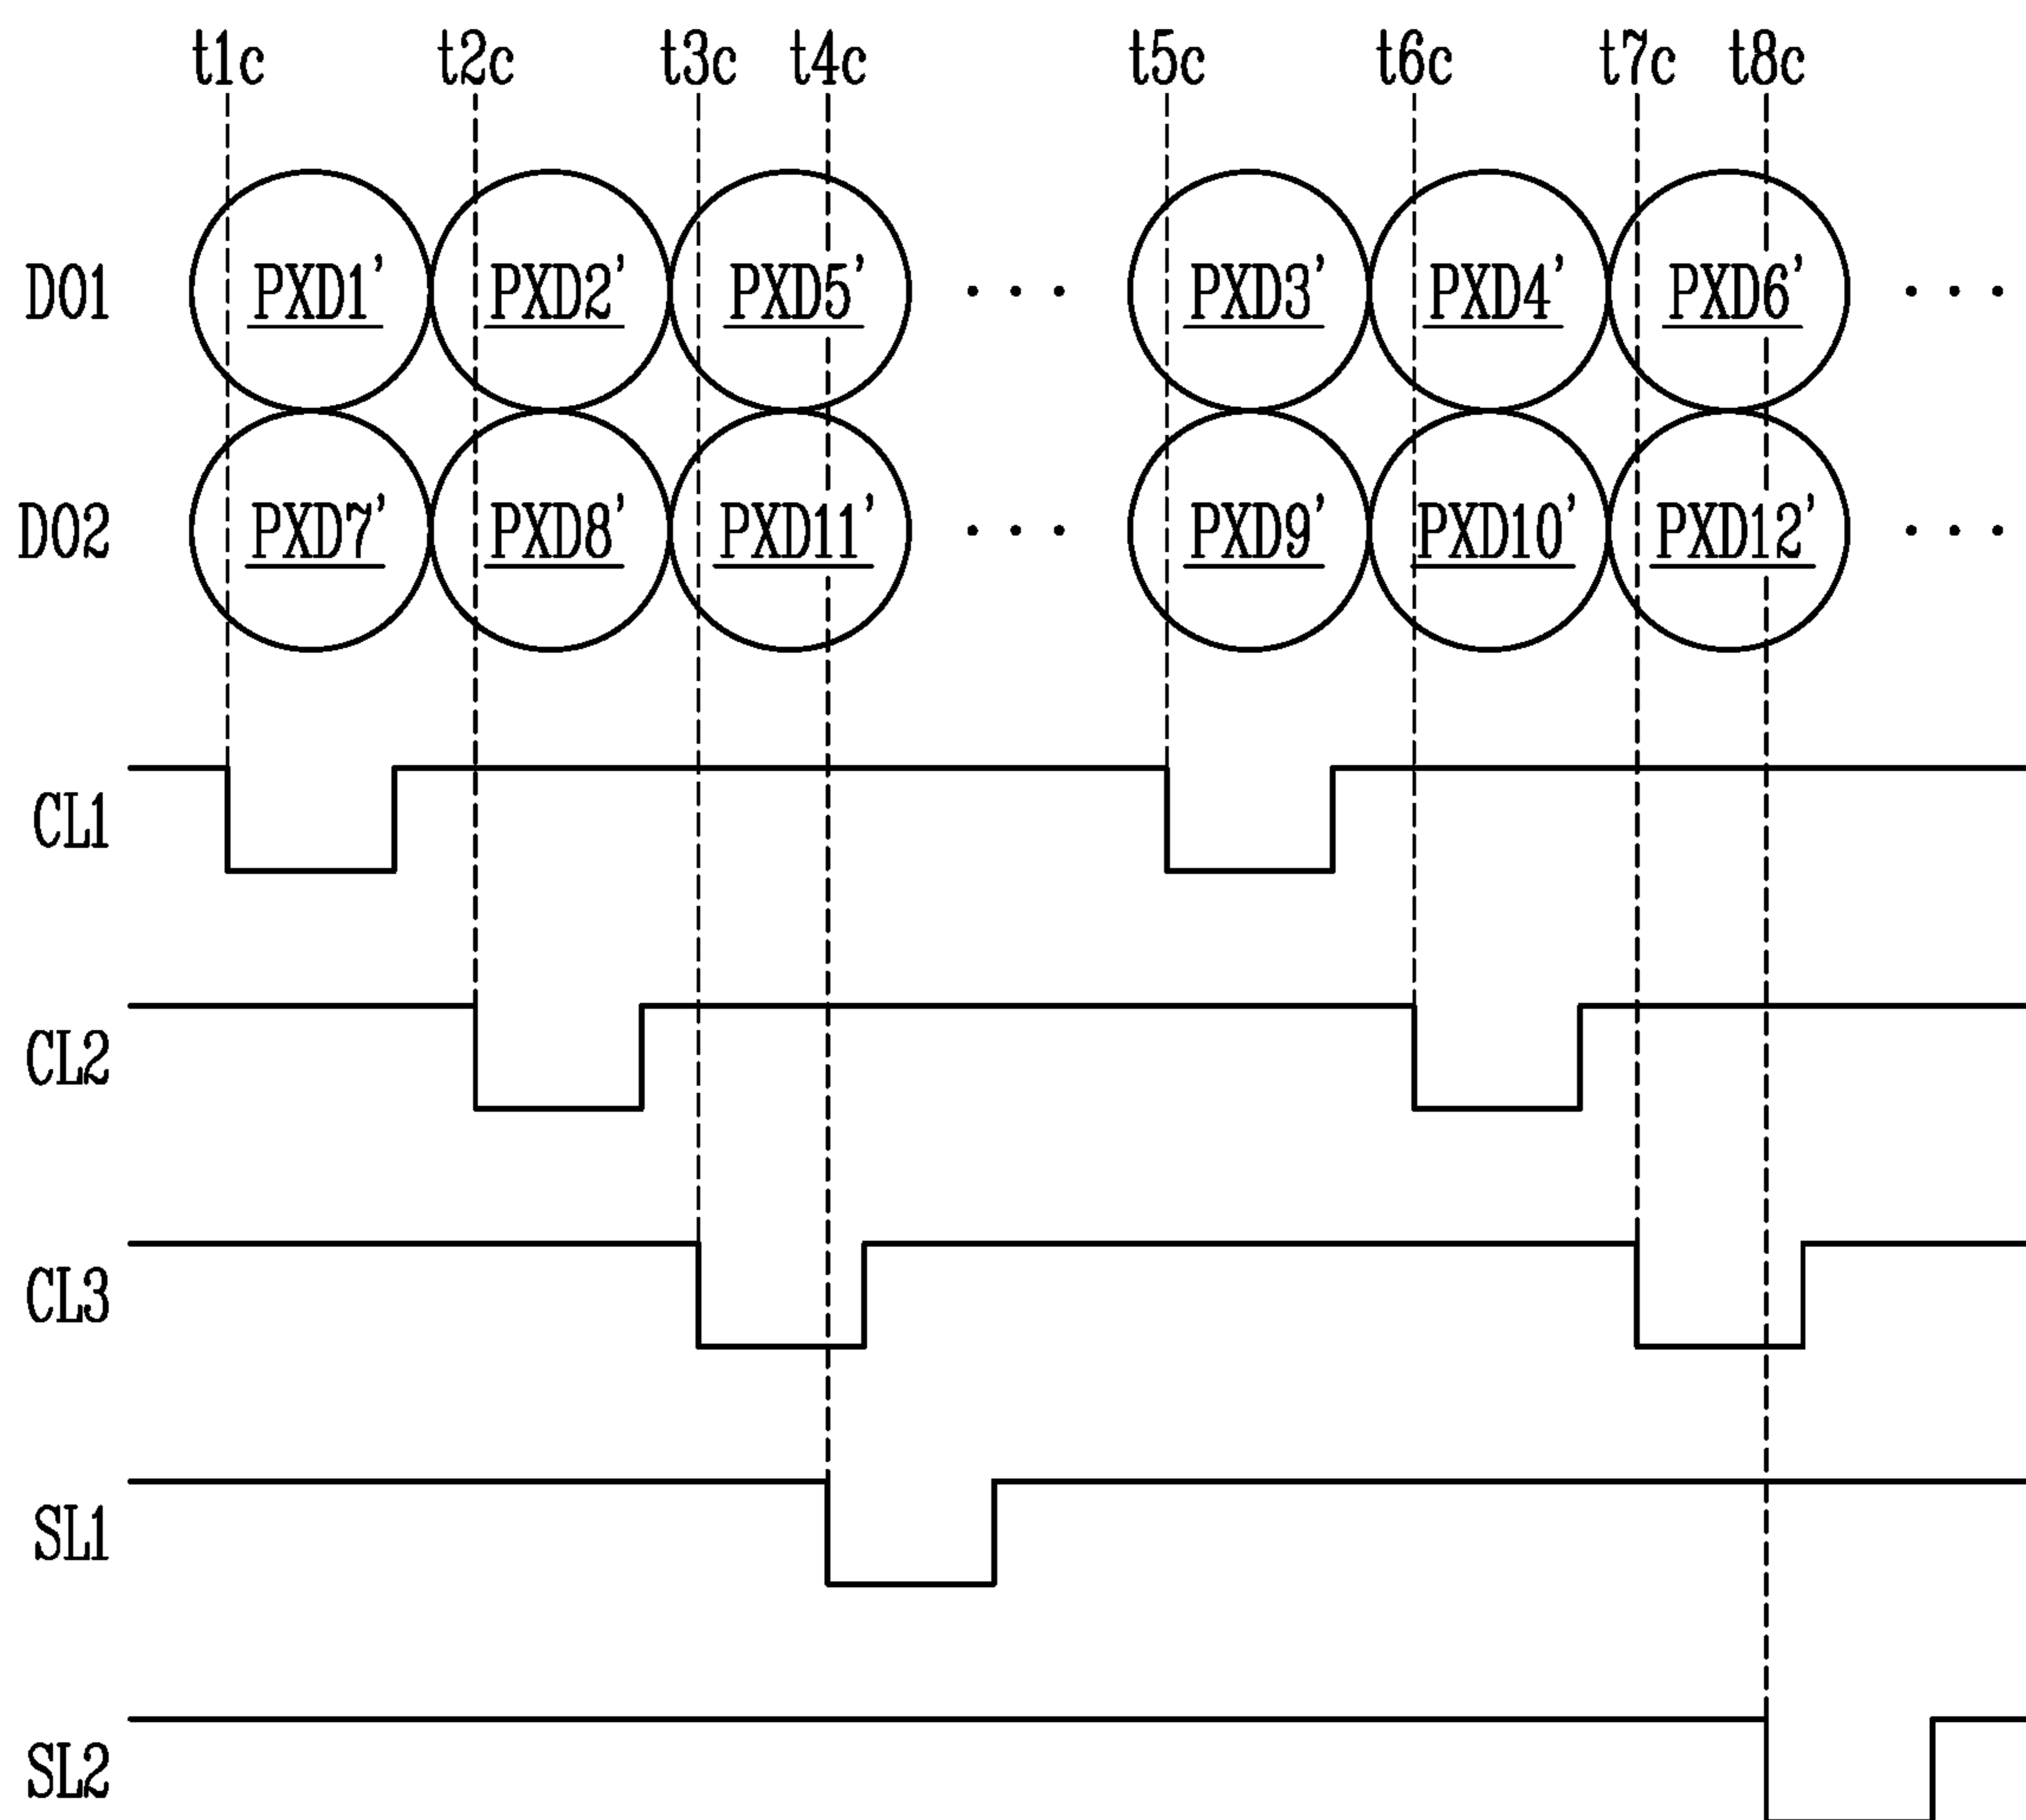 t1c t2c t3c t4c t5c t6c t7c t8c
DO1 PXD1' PXD2' PXD5' ··· PXD3' PXD4' PXD6' ···
DO2 PXD7' PXD8' PXD11' ··· PXD9' PXD10' PXD12' ···
CL1
CL2
CL3
SL1
SL2